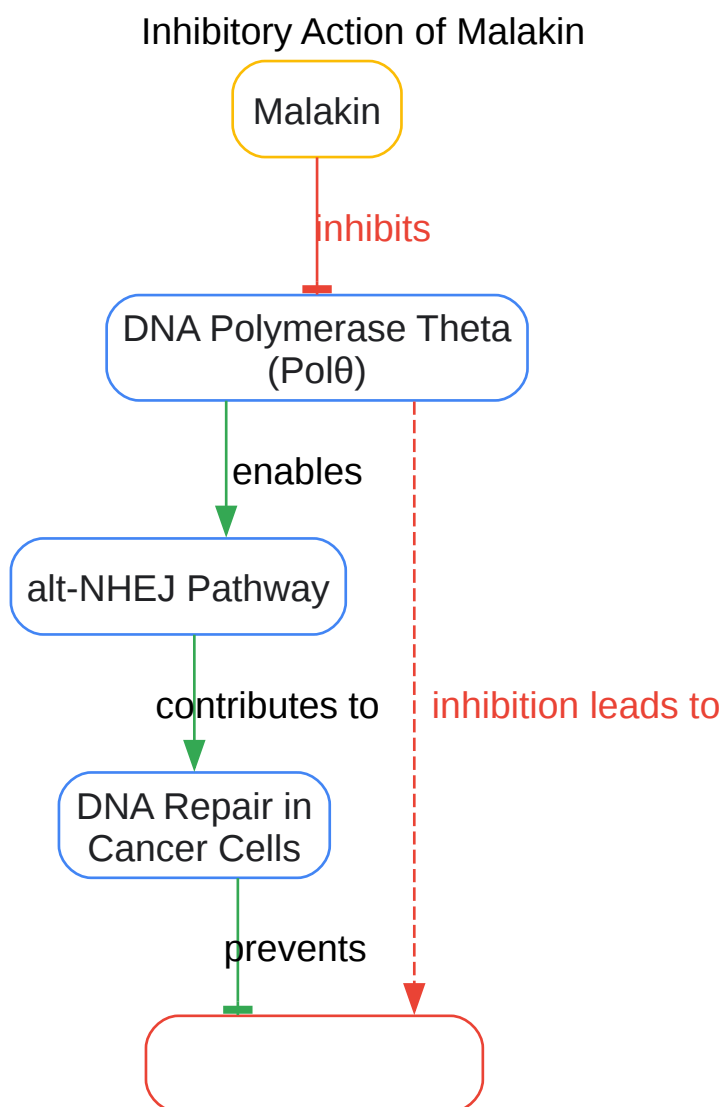 Inhibitory Action of Malakin
Malakin
inhibits
DNA Polymerase Theta
(Polθ)
enables
alt-NHEJ Pathway
contributes to
inhibition leads to
DNA Repair in
Cancer Cells
prevents